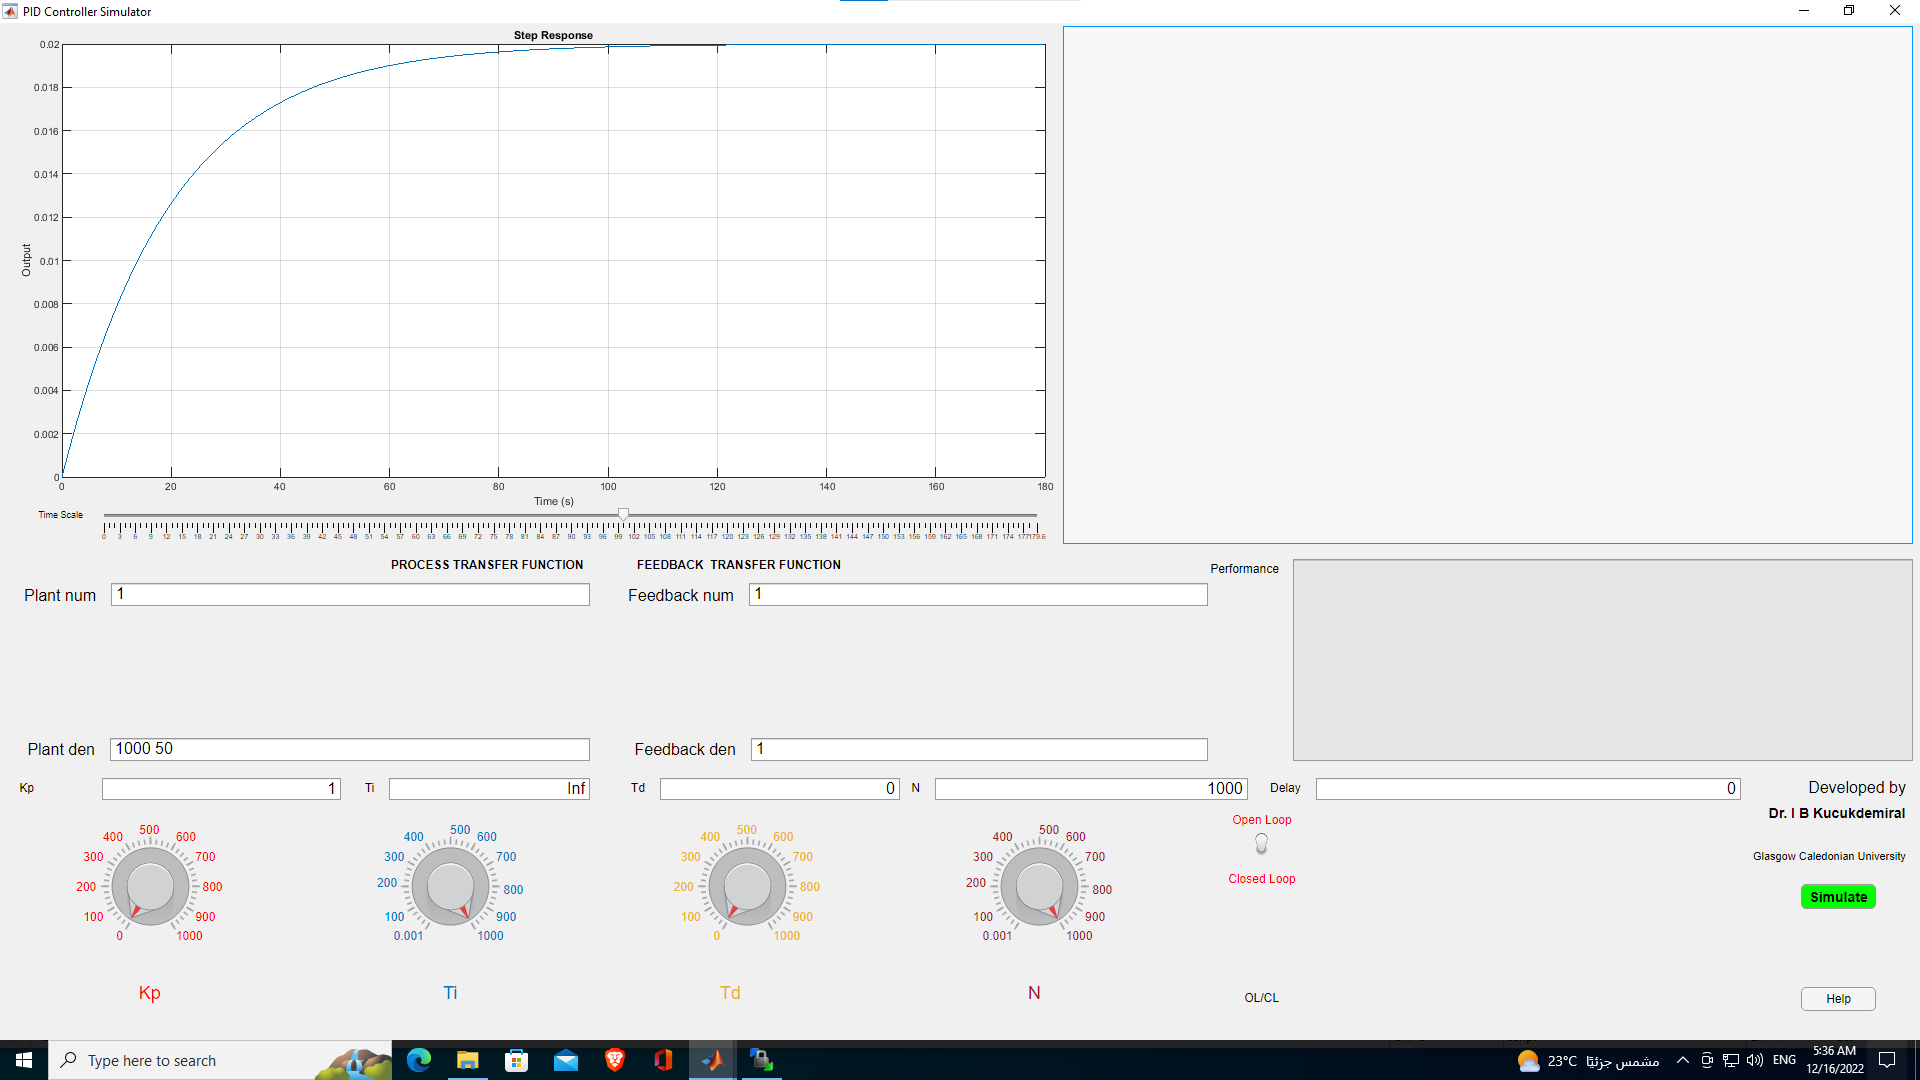 PID Controller Simulator
Step Response
0.02
0.018
0.016
0.014
0.012
0.01
0.008
0.006
0.004
0.002
0
Output
0 20 40 60 80 100 120 140 160 180
Time (s)
Time Scale
0 3 6 9 12 15 18 21 24 27 30 33 36 39 42 45 48 51 54 57 60 63 66 69 72 75 78 81 84 87 90 93 96 99 102 105 108 111 114 117 120 123 126 129 132 135 138 141 144 147 150 153 156 159 162 165 168 171 174 177 179.6
PROCESS TRANSFER FUNCTION FEEDBACK TRANSFER FUNCTION
Performance
Plant num 1 Feedback num 1
Plant den 1000 50 Feedback den 1
Kp 1 Ti Inf Td 0 N 1000 Delay 0
Developed by
Dr. I B Kucukdemiral
Glasgow Caledonian University
Simulate
0 100 200 300 400 500 600 700 800 900 1000
Kp
0.001 100 200 300 400 500 600 700 800 900 1000
Ti
0 100 200 300 400 500 600 700 800 900 1000
Td
0.001 100 200 300 400 500 600 700 800 900 1000
N
Open Loop
Closed Loop
OL/CL
Help
Type here to search
23°C مشمس جزئيًا
ENG
5:36 AM
12/16/2022